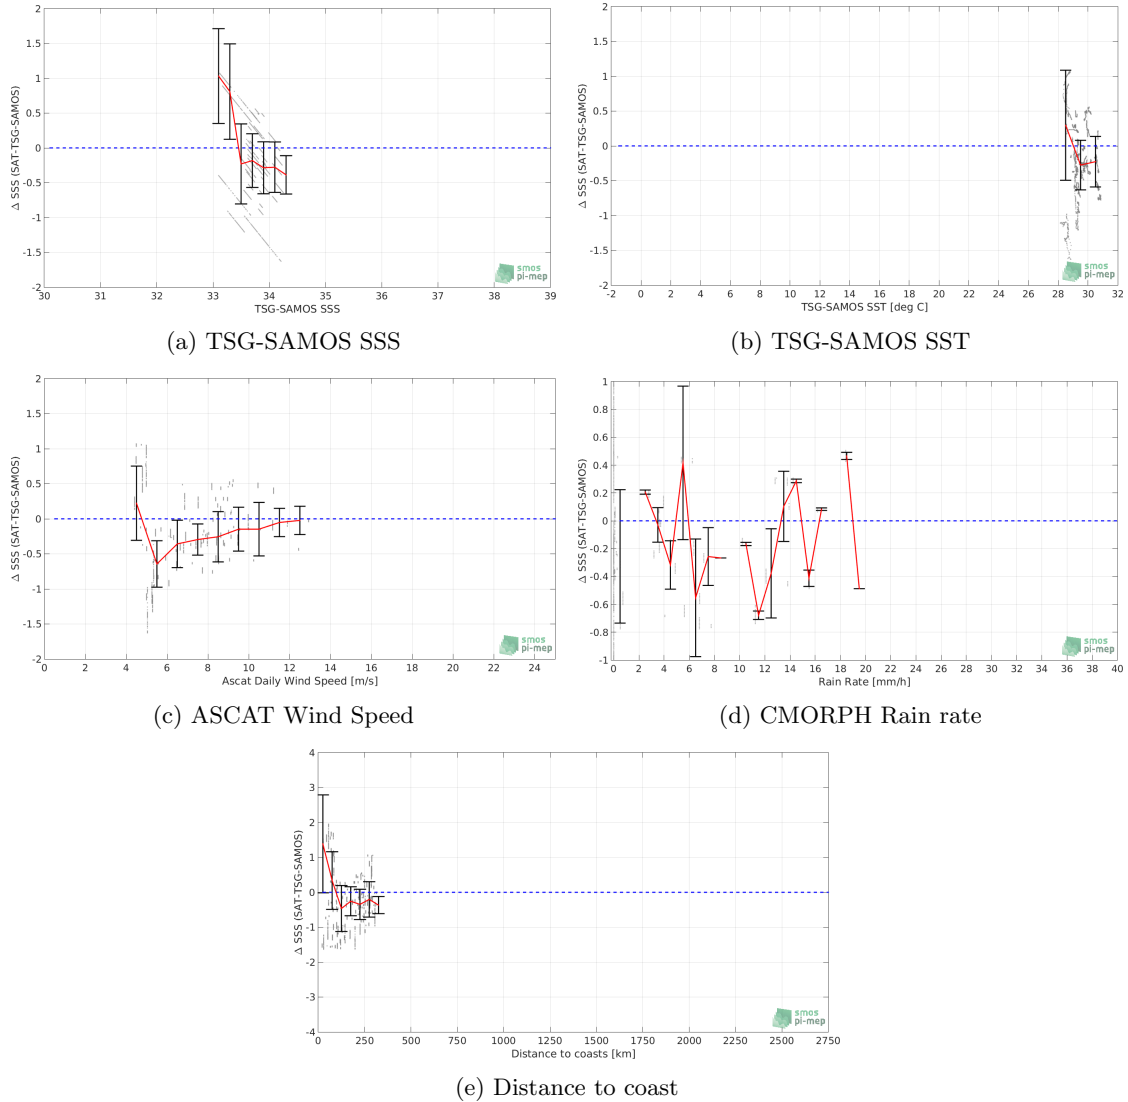 2
1.5
1
0.5
0
-0.5
-1
-1.5
-2
Δ SSS (SAT-TSG-SAMOS)
30 31 32 33 34 35 36 37 38 39
TSG-SAMOS SSS
smos
pi-mep
(a) TSG-SAMOS SSS
2
1.5
1
0.5
0
-0.5
-1
-1.5
-2
Δ SSS (SAT-TSG-SAMOS)
-2 0 2 4 6 8 10 12 14 16 18 20 22 24 26 28 30 32
TSG-SAMOS SST [deg C]
smos
pi-mep
(b) TSG-SAMOS SST
2
1.5
1
0.5
0
-0.5
-1
-1.5
-2
Δ SSS (SAT-TSG-SAMOS)
0 2 4 6 8 10 12 14 16 18 20 22 24
Ascat Daily Wind Speed [m/s]
smos
pi-mep
(c) ASCAT Wind Speed
1
0.8
0.6
0.4
0.2
0
-0.2
-0.4
-0.6
-0.8
-1
Δ SSS (SAT-TSG-SAMOS)
0 2 4 6 8 10 12 14 16 18 20 22 24 26 28 30 32 34 36 38 40
Rain Rate [mm/h]
smos
pi-mep
(d) CMORPH Rain rate
4
3
2
1
0
-1
-2
-3
-4
Δ SSS (SAT-TSG-SAMOS)
0 250 500 750 1000 1250 1500 1750 2000 2250 2500 2750
Distance to coasts [km]
smos
pi-mep
(e) Distance to coast